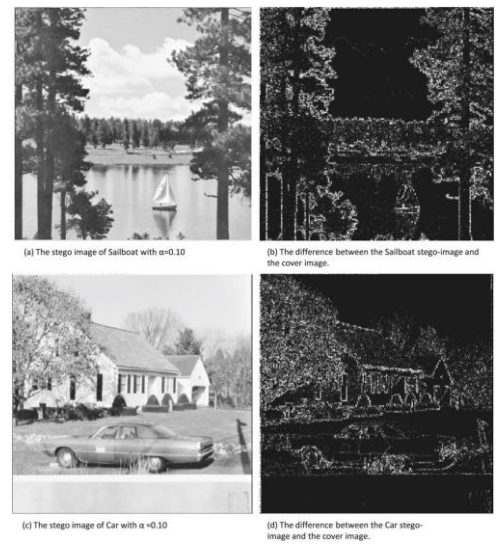 (a) The stego image of Sailboat with α=0.10
(b) The difference between the Sailboat stego-image and
the cover image.
(c) The stego image of Car with α =0.10
(d) The difference between the Car stego-
image and the cover image.